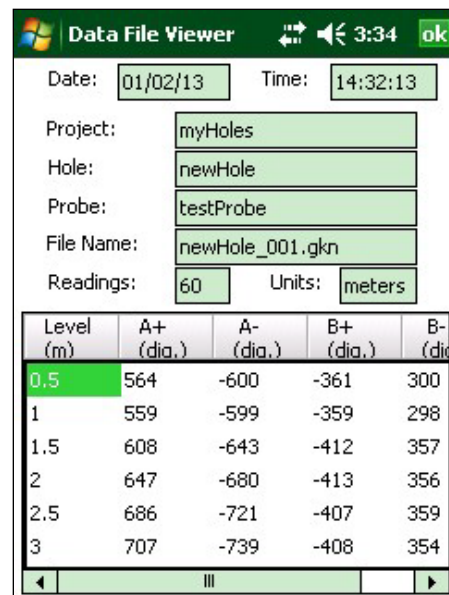 Data File Viewer 3:34 ok
Date: 01/02/13 Time: 14:32:13
Project: myHoles
Hole: newHole
Probe: testProbe
File Name: newHole_001.gkn
Readings: 60 Units: meters
Level A+ A- B+ B-
(m) (dig.) (dig.) (dig.) (dig
0.5 564 -600 -361 300
1 559 -599 -359 298
1.5 608 -643 -412 357
2 647 -680 -413 356
2.5 686 -721 -407 359
3 707 -739 -408 354